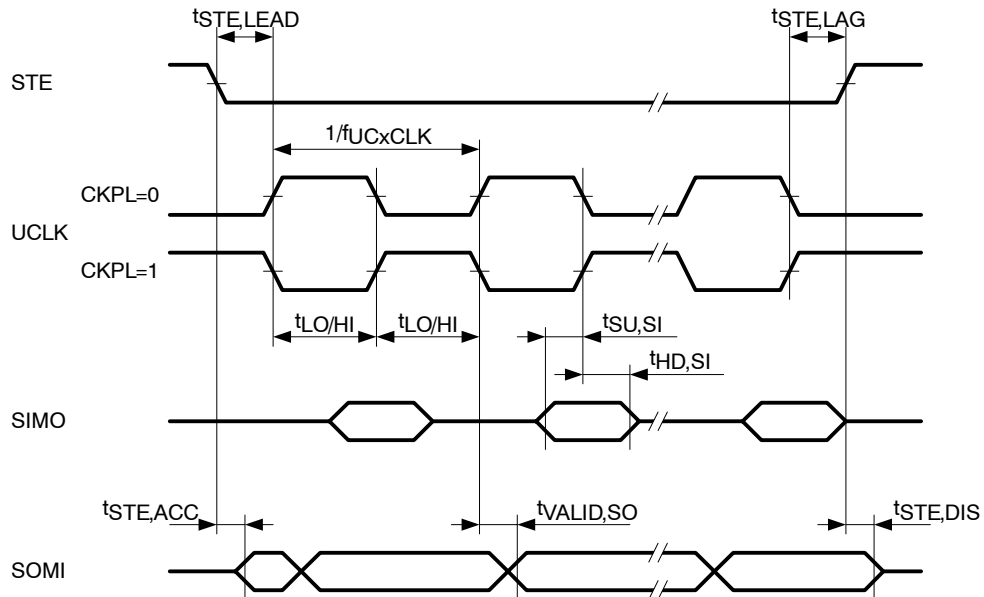 tSTE,LEAD
tSTE,LAG
STE
1/fUCxCLK
CKPL=0
UCLK
CKPL=1
tLO/HI
tLO/HI
tSU,SI
tHD,SI
SIMO
tSTE,ACC
tVALID,SO
tSTE,DIS
SOMI